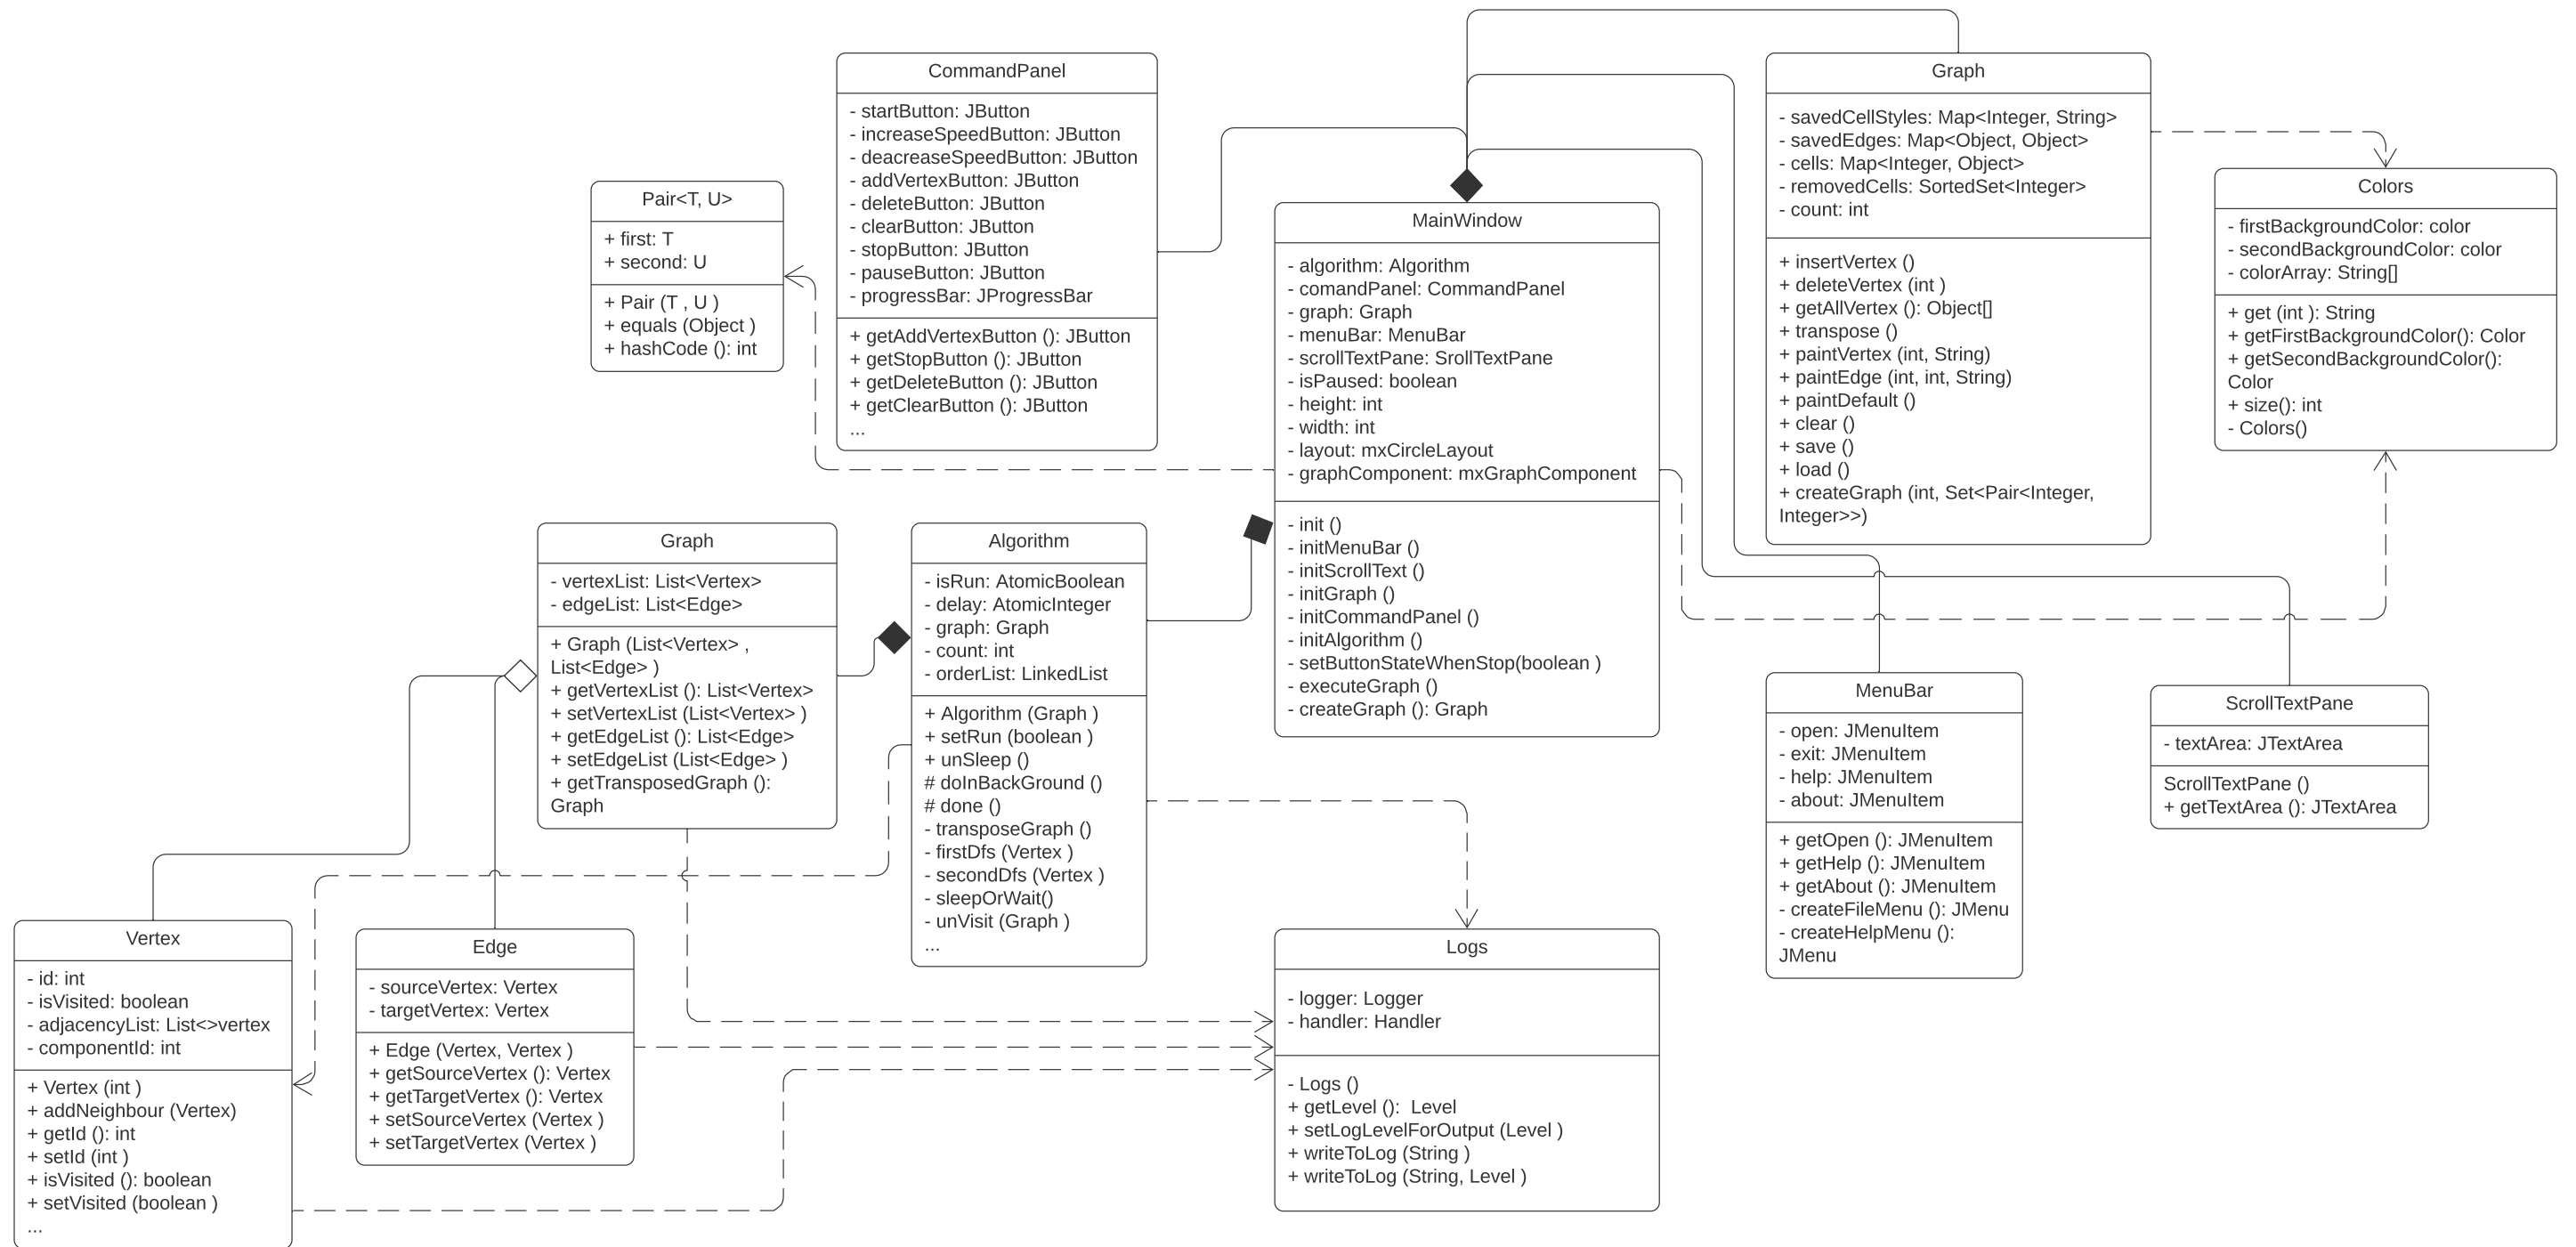 CommandPanel
- startButton: JButton
- increaseSpeedButton: JButton
- deacreaseSpeedButton: JButton
- addVertexButton: JButton
- deleteButton: JButton
- clearButton: JButton
- stopButton: JButton
- pauseButton: JButton
- progressBar: JProgressBar
+ getAddVertexButton (): JButton
+ getStopButton (): JButton
+ getDeleteButton (): JButton
+ getClearButton (): JButton
...
Graph
- savedCellStyles: Map<Integer, String>
- savedEdges: Map<Object, Object>
- cells: Map<Integer, Object>
- removedCells: SortedSet<Integer>
- count: int
+ insertVertex ()
+ deleteVertex (int )
+ getAllVertex (): Object[]
+ transpose ()
+ paintVertex (int, String)
+ paintEdge (int, int, String)
+ paintDefault ()
+ clear ()
+ save ()
+ load ()
+ createGraph (int, Set<Pair<Integer,
Integer>>)
Colors
- firstBackgroundColor: color
- secondBackgroundColor: color
- colorArray: String[]
+ get (int ): String
+ getFirstBackgroundColor(): Color
+ getSecondBackgroundColor():
Color
+ size(): int
- Colors()
Pair<T, U>
+ first: T
+ second: U
+ Pair (T , U )
+ equals (Object )
+ hashCode (): int
MainWindow
- algorithm: Algorithm
- comandPanel: CommandPanel
- graph: Graph
- menuBar: MenuBar
- scrollTextPane: SrollTextPane
- isPaused: boolean
- height: int
- width: int
- layout: mxCircleLayout
- graphComponent: mxGraphComponent
- init ()
- initMenuBar ()
- initScrollText ()
- initGraph ()
- initCommandPanel ()
- initAlgorithm ()
- setButtonStateWhenStop(boolean )
- executeGraph ()
- createGraph (): Graph
Graph
- vertexList: List<Vertex>
- edgeList: List<Edge>
+ Graph (List<Vertex> ,
List<Edge> )
+ getVertexList (): List<Vertex>
+ setVertexList (List<Vertex> )
+ getEdgeList (): List<Edge>
+ setEdgeList (List<Edge> )
+ getTransposedGraph ():
Graph
Algorithm
- isRun: AtomicBoolean
- delay: AtomicInteger
- graph: Graph
- count: int
- orderList: LinkedList
+ Algorithm (Graph )
+ setRun (boolean )
+ unSleep ()
# doInBackGround ()
# done ()
- transposeGraph ()
- firstDfs (Vertex )
- secondDfs (Vertex )
- sleepOrWait()
- unVisit (Graph )
...
MenuBar
- open: JMenuItem
- exit: JMenuItem
- help: JMenuItem
- about: JMenuItem
+ getOpen (): JMenuItem
+ getHelp (): JMenuItem
+ getAbout (): JMenuItem
- createFileMenu (): JMenu
- createHelpMenu ():
JMenu
ScrollTextPane
- textArea: JTextArea
ScrollTextPane ()
+ getTextArea (): JTextArea
Vertex
- id: int
- isVisited: boolean
- adjacencyList: List<>vertex
- componentId: int
+ Vertex (int )
+ addNeighbour (Vertex)
+ getId (): int
+ setId (int )
+ isVisited (): boolean
+ setVisited (boolean )
...
Edge
- sourceVertex: Vertex
- targetVertex: Vertex
+ Edge (Vertex, Vertex )
+ getSourceVertex (): Vertex
+ getTargetVertex (): Vertex
+ setSourceVertex (Vertex )
+ setTargetVertex (Vertex )
Logs
- logger: Logger
- handler: Handler
- Logs ()
+ getLevel ():  Level
+ setLogLevelForOutput (Level )
+ writeToLog (String )
+ writeToLog (String, Level )